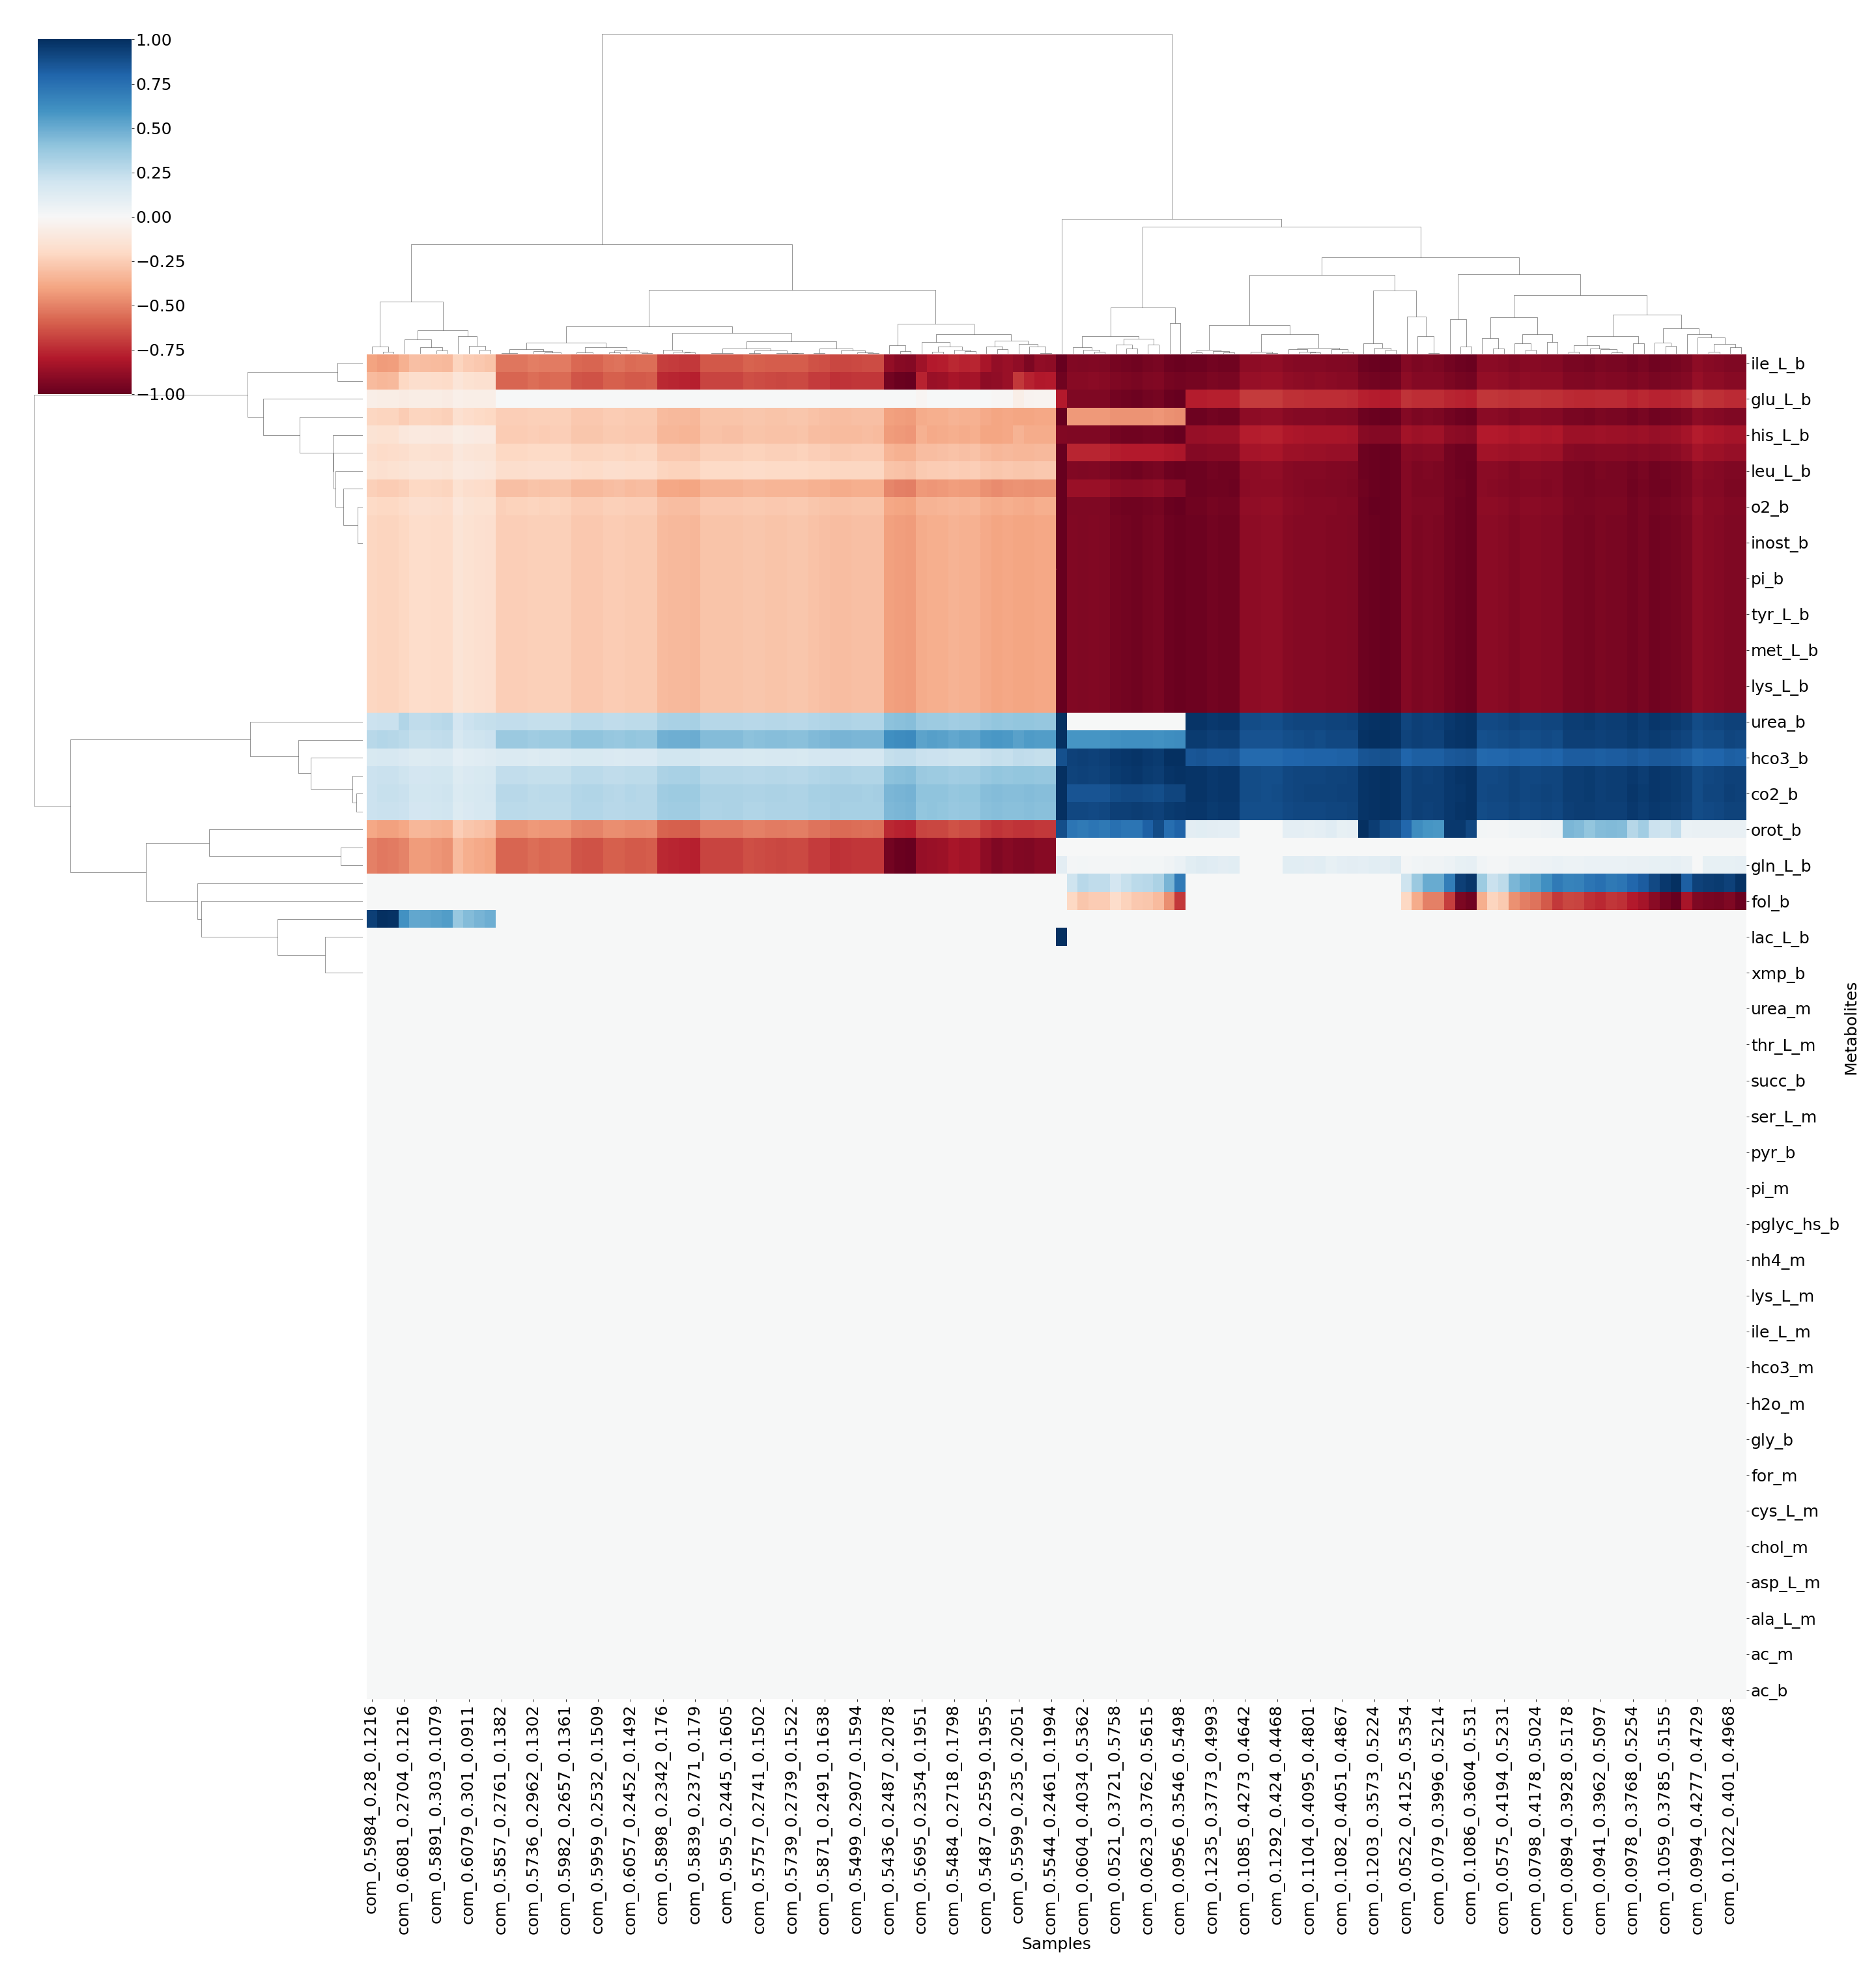 1.00
0.75
0.50
0.25
0.00
−0.25
−0.50
−0.75
−1.00
ile_L_b
glu_L_b
his_L_b
leu_L_b
o2_b
inost_b
pi_b
tyr_L_b
met_L_b
lys_L_b
urea_b
hco3_b
co2_b
orot_b
gln_L_b
fol_b
lac_L_b
xmp_b
urea_m
thr_L_m
succ_b
ser_L_m
pyr_b
pi_m
pglyc_hs_b
nh4_m
lys_L_m
ile_L_m
hco3_m
h2o_m
gly_b
for_m
cys_L_m
chol_m
asp_L_m
ala_L_m
ac_m
ac_b
Metabolites
com_0.5984_0.28_0.1216
com_0.6081_0.2704_0.1216
com_0.5891_0.303_0.1079
com_0.6079_0.301_0.0911
com_0.5857_0.2761_0.1382
com_0.5736_0.2962_0.1302
com_0.5982_0.2657_0.1361
com_0.5959_0.2532_0.1509
com_0.6057_0.2452_0.1492
com_0.5898_0.2342_0.176
com_0.5839_0.2371_0.179
com_0.595_0.2445_0.1605
com_0.5757_0.2741_0.1502
com_0.5739_0.2739_0.1522
com_0.5871_0.2491_0.1638
com_0.5499_0.2907_0.1594
com_0.5436_0.2487_0.2078
com_0.5695_0.2354_0.1951
com_0.5484_0.2718_0.1798
com_0.5487_0.2559_0.1955
com_0.5599_0.235_0.2051
com_0.5544_0.2461_0.1994
com_0.0604_0.4034_0.5362
com_0.0521_0.3721_0.5758
com_0.0623_0.3762_0.5615
com_0.0956_0.3546_0.5498
com_0.1235_0.3773_0.4993
com_0.1085_0.4273_0.4642
com_0.1292_0.424_0.4468
com_0.1104_0.4095_0.4801
com_0.1082_0.4051_0.4867
com_0.1203_0.3573_0.5224
com_0.0522_0.4125_0.5354
com_0.079_0.3996_0.5214
com_0.1086_0.3604_0.531
com_0.0575_0.4194_0.5231
com_0.0798_0.4178_0.5024
com_0.0894_0.3928_0.5178
com_0.0941_0.3962_0.5097
com_0.0978_0.3768_0.5254
com_0.1059_0.3785_0.5155
com_0.0994_0.4277_0.4729
com_0.1022_0.401_0.4968
Samples